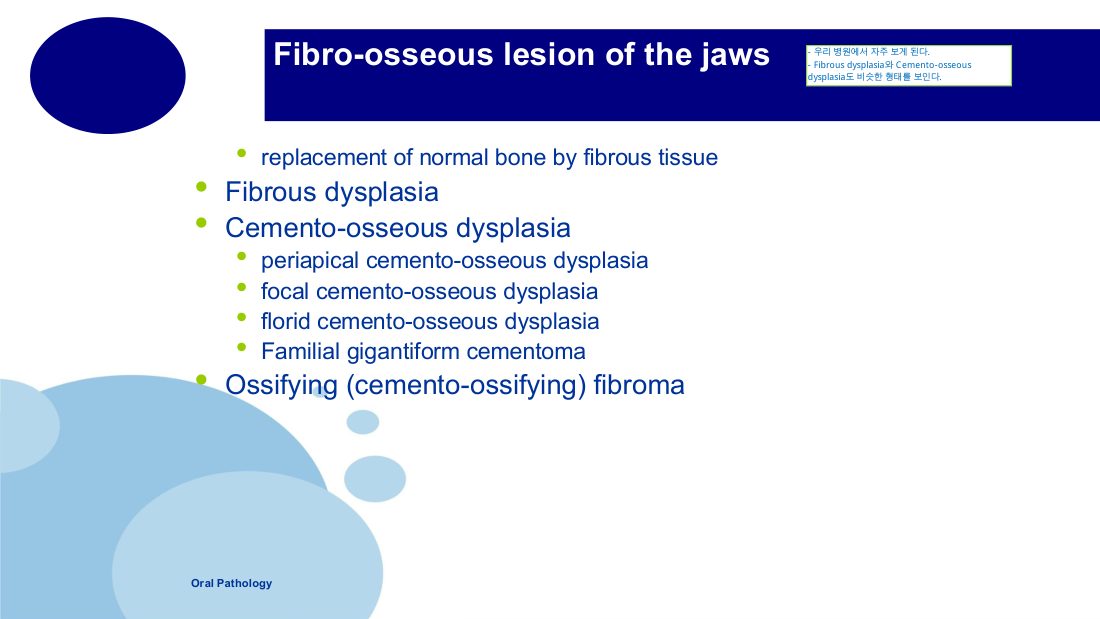 Fibro-osseous lesion of the jaws
- 우리 병원에서 자주 보게 된다.
- Fibrous dysplasia와 Cemento-osseous
dysplasia도 비슷한 형태를 보인다.
replacement of normal bone by fibrous tissue
Fibrous dysplasia
Cemento-osseous dysplasia
periapical cemento-osseous dysplasia
focal cemento-osseous dysplasia
florid cemento-osseous dysplasia
Familial gigantiform cementoma
Ossifying (cemento-ossifying) fibroma
Oral Pathology